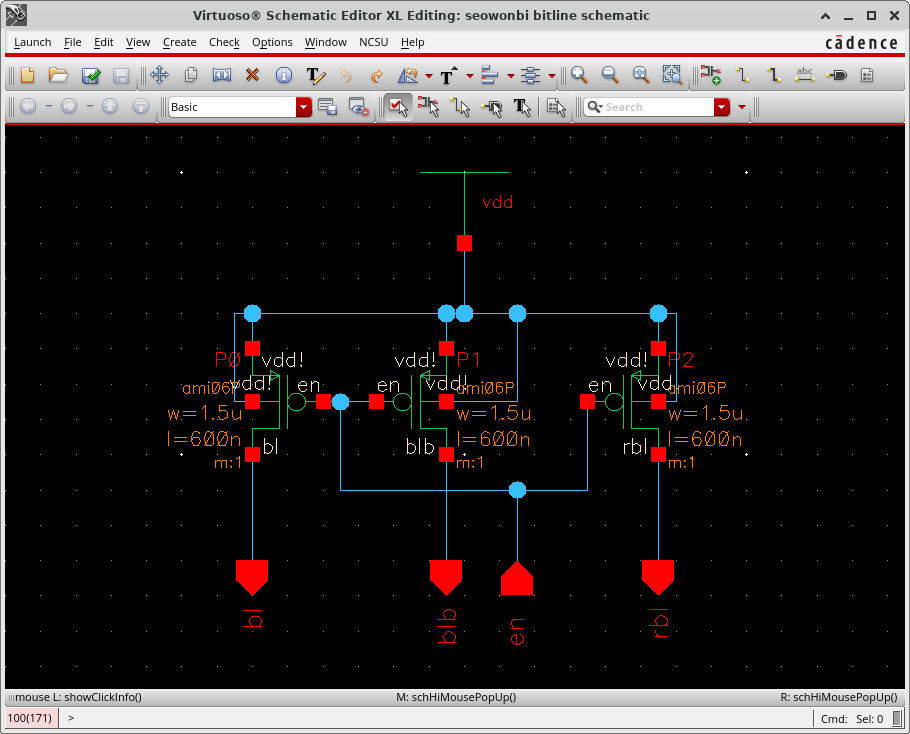 Virtuoso® Schematic Editor XL Editing: seowonbi bitline schematic
Launch File Edit View Create Check Options Window NCSU Help
cādence
abc
Basic
Search
vdd
P0 vdd! vdd! P1 vdd! P2
ami06P vdd! en en vdd! ami06P en vdd! ami06P
w=1.5u w=1.5u w=1.5u
l=600n bl blb l=600n rbl l=600n
m:1 m:1 m:1
bl blb en rbl
mouse L: showClickInfo() M: schHiMousePopUp() R: schHiMousePopUp()
100(171) > Cmd: Sel: 0